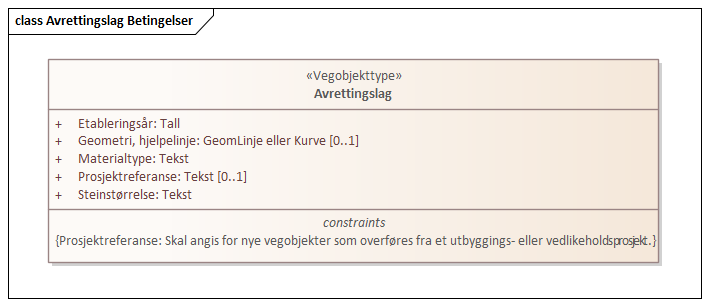 class Avrettingslag Betingelser
«Vegobjekttype»
Avrettingslag
+ Etableringsår: Tall
+ Geometri, hjelpelinje: GeomLinje eller Kurve [0..1]
+ Materialtype: Tekst
+ Prosjektreferanse: Tekst [0..1]
+ Steinstørrelse: Tekst
constraints
{Prosjektreferanse: Skal angis for nye vegobjekter som overføres fra et utbyggings- eller vedlikeholdsprosjekt.}